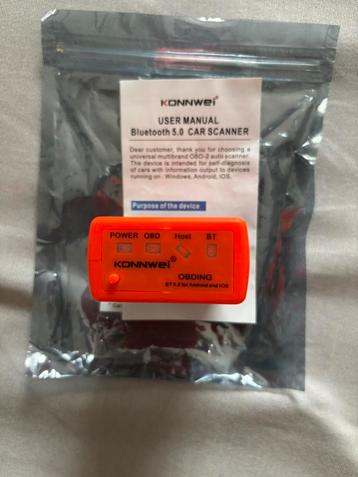 KONNWEI®
USER MANUAL
Bluetooth 5.0 CAR SCANNER
Dear customer, thank you for choosing a
universal multibrand OBD-2 auto scanner.
The device is intended for self-diagnosis
of cars with information output to devices
running on : Windows, Android, iOS.
Purpose of the device
POWER OBD Host BT
KONNWEI®
OBDING
BT 5.0 for Android and iOS